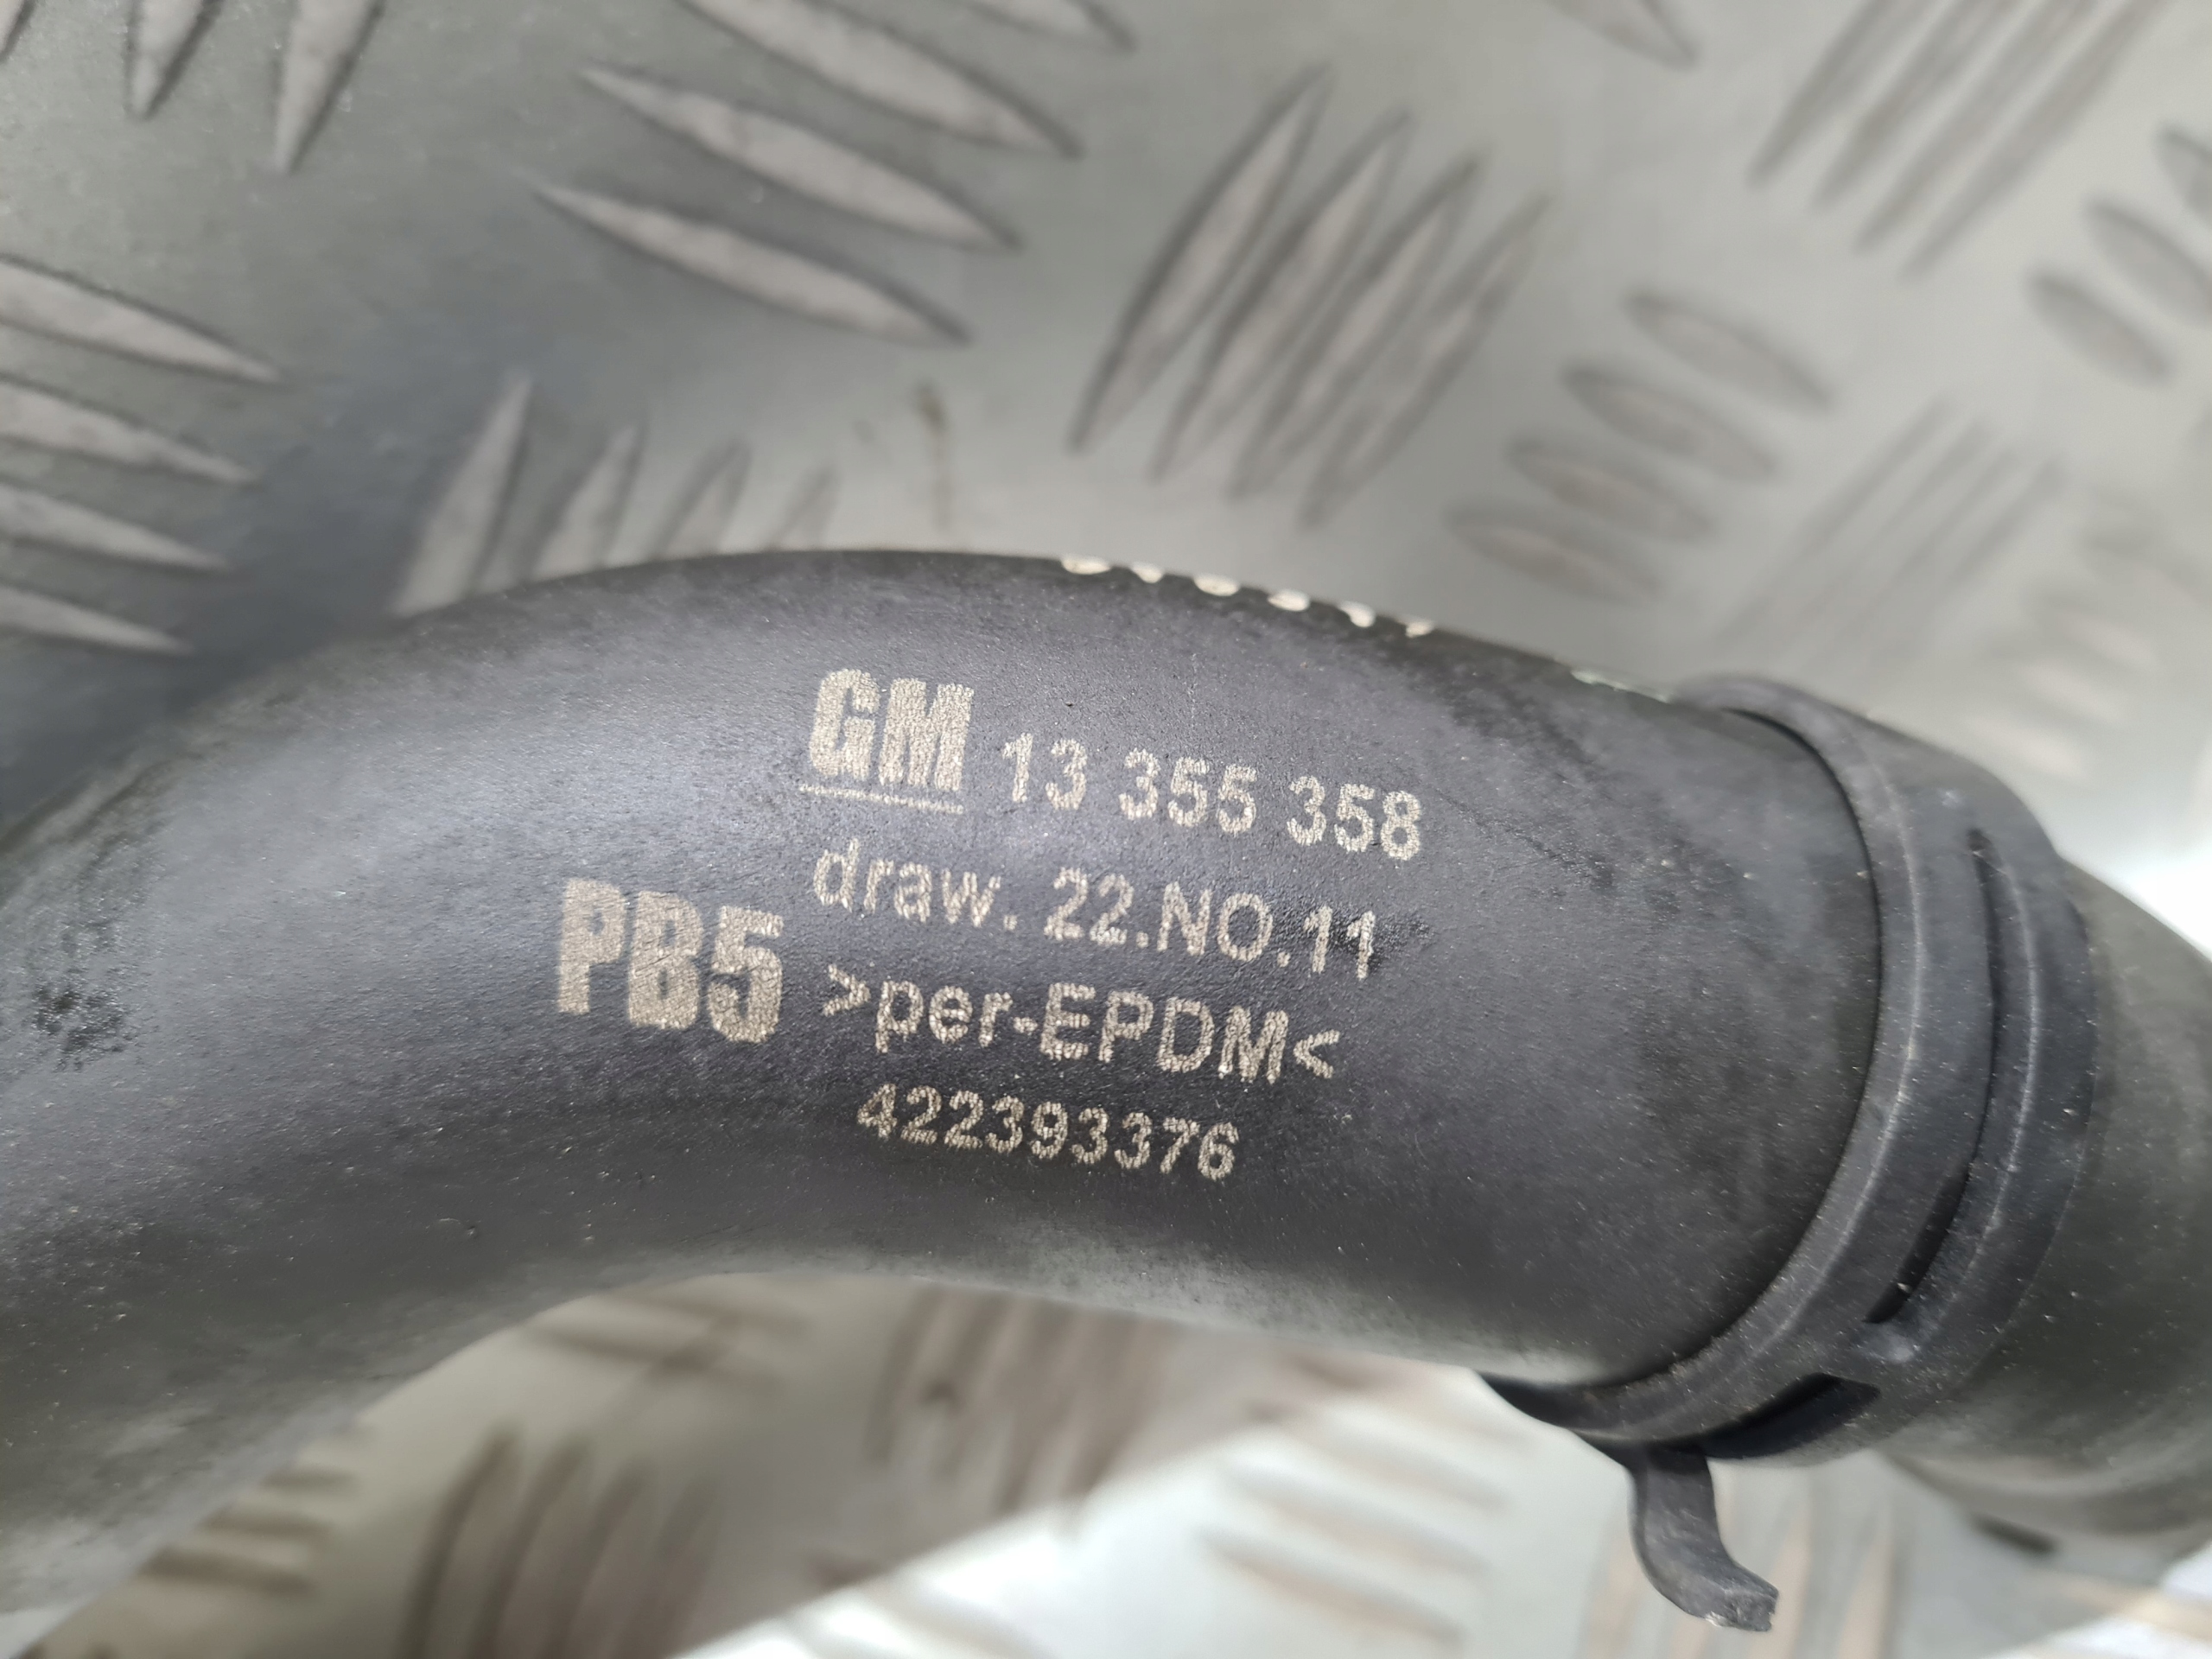 GM 13 355 358
draw. 22.NO.11
PB5 >per-EPDM<
422393376